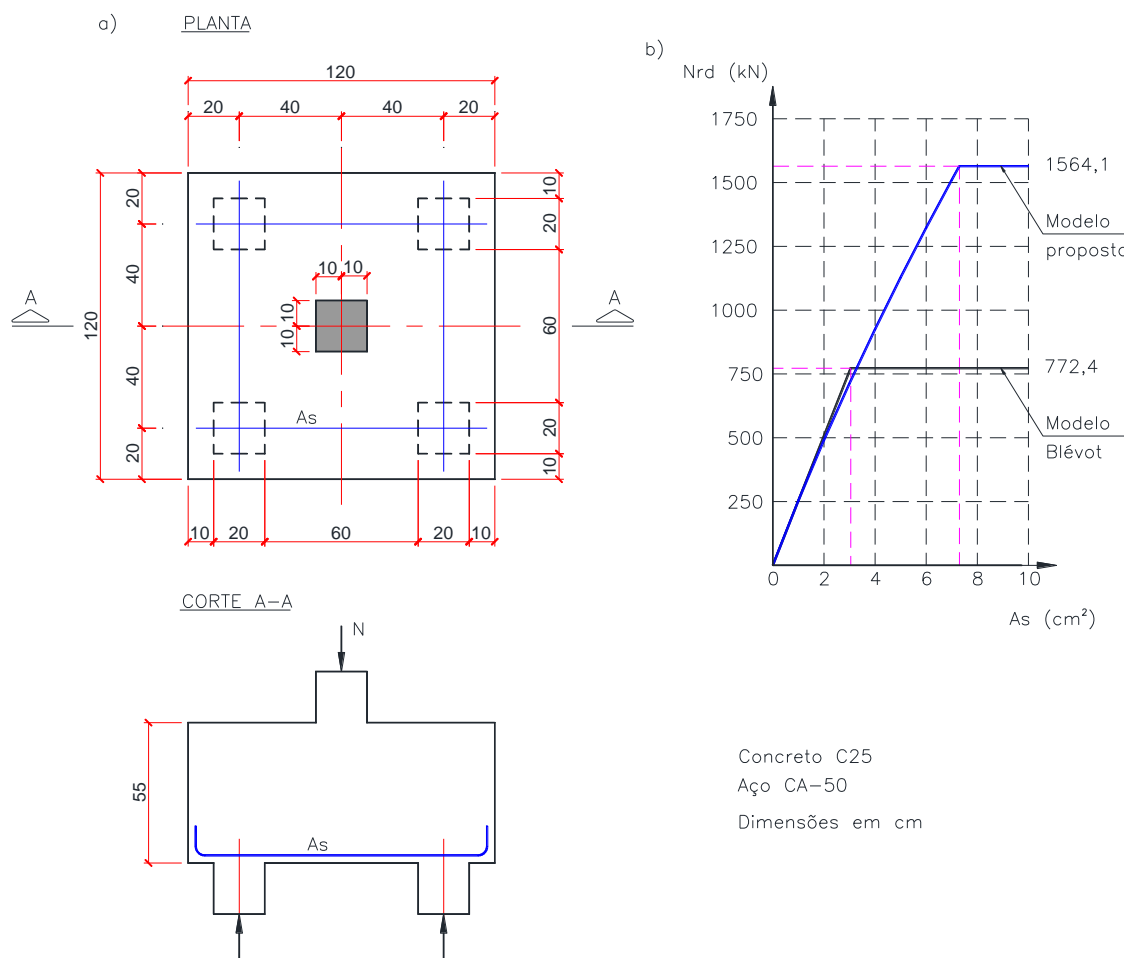 a) PLANTA
120
20 40 40 20
20
40
40
20
120
10
20
60
20
10
10 10
10
10
A A
As
10 20 60 20 10
CORTE A-A
N
55
As
b)
Nrd (kN)
1750
1500
1250
1000
750
500
250
0 2 4 6 8 10
As (cm²)
1564,1
Modelo
proposto
772,4
Modelo
Blévot
Concreto C25
Aço CA-50
Dimensões em cm